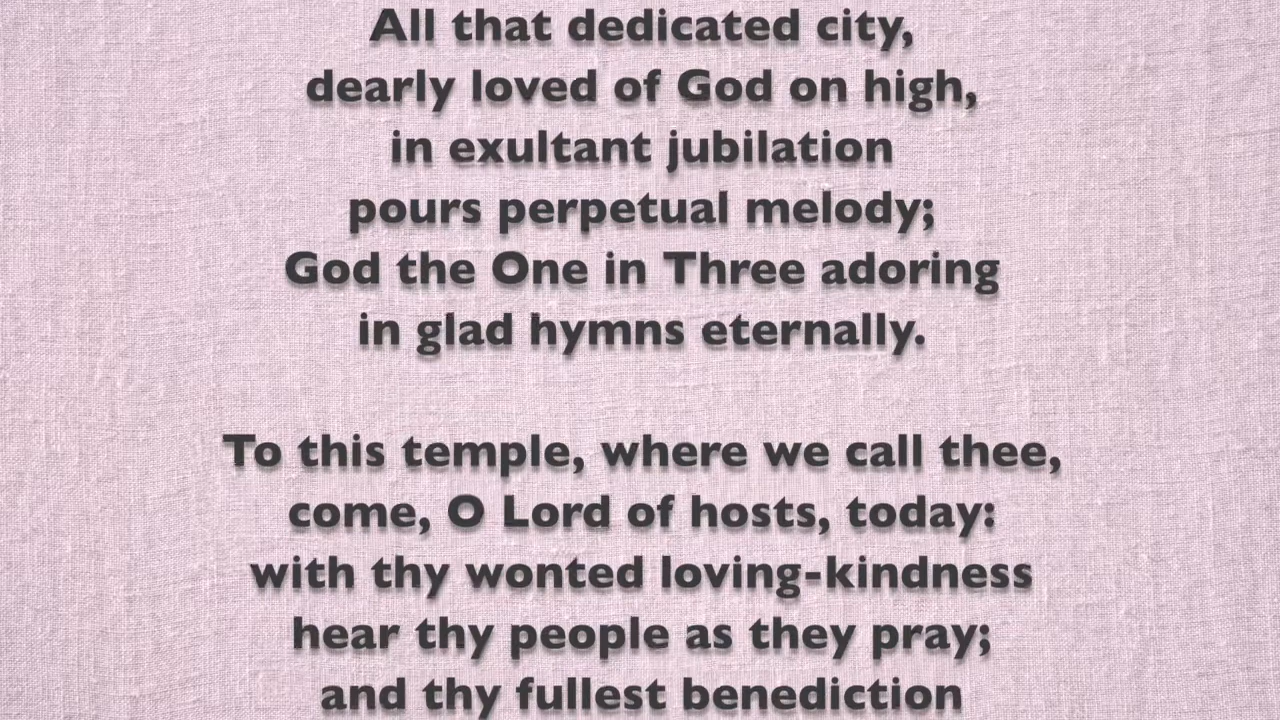 All that dedicated city,
dearly loved of God on high,
in exultant jubilation
pours perpetual melody;
God the One in Three adoring
in glad hymns eternally.
To this temple, where we call thee,
come, O Lord of hosts, today:
with thy wonted loving-kindness
hear thy people as they pray;
and thy fullest benediction